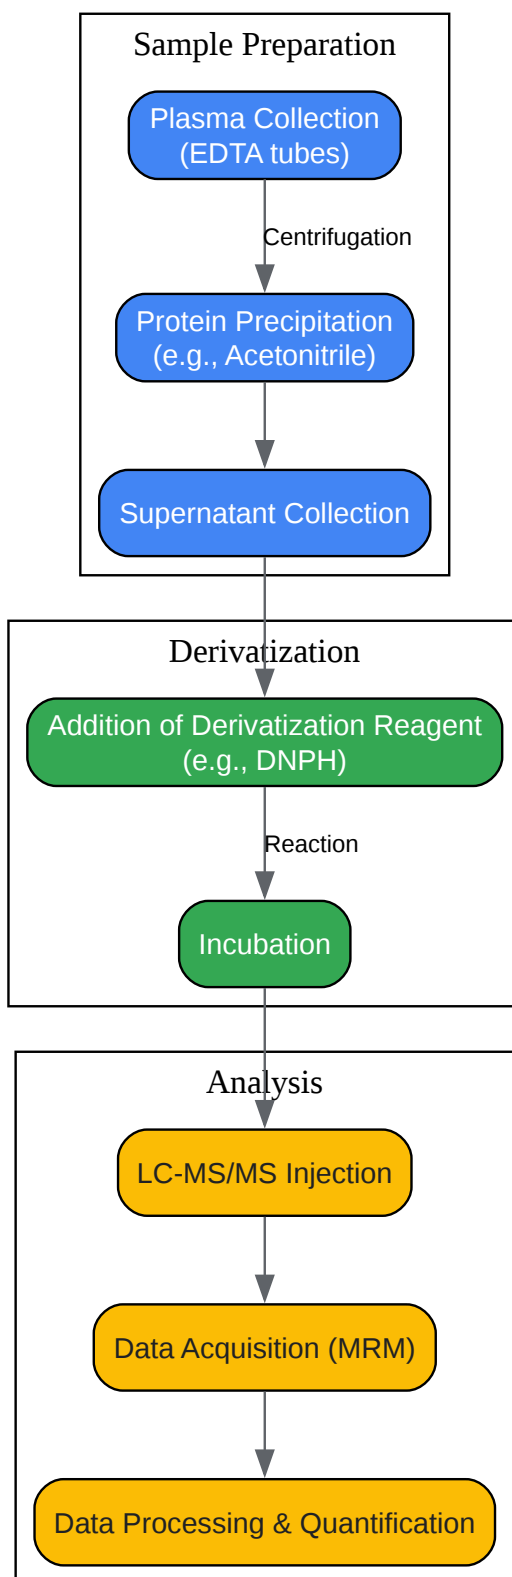 Sample Preparation
Plasma Collection
(EDTA tubes)
Centrifugation
Protein Precipitation
(e.g., Acetonitrile)
Supernatant Collection
Derivatization
Addition of Derivatization Reagent
(e.g., DNPH)
Reaction
Incubation
Analysis
LC-MS/MS Injection
Data Acquisition (MRM)
Data Processing & Quantification